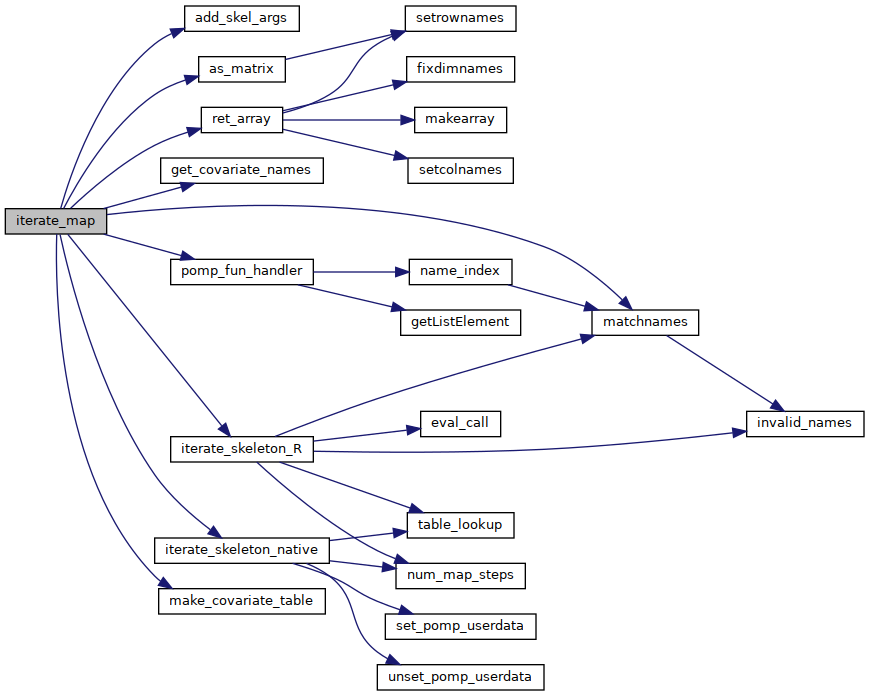 iterate_map
add_skel_args
as_matrix
ret_array
get_covariate_names
pomp_fun_handler
iterate_skeleton_R
iterate_skeleton_native
make_covariate_table
setrownames
fixdimnames
makearray
setcolnames
name_index
getListElement
eval_call
table_lookup
num_map_steps
set_pomp_userdata
unset_pomp_userdata
matchnames
invalid_names